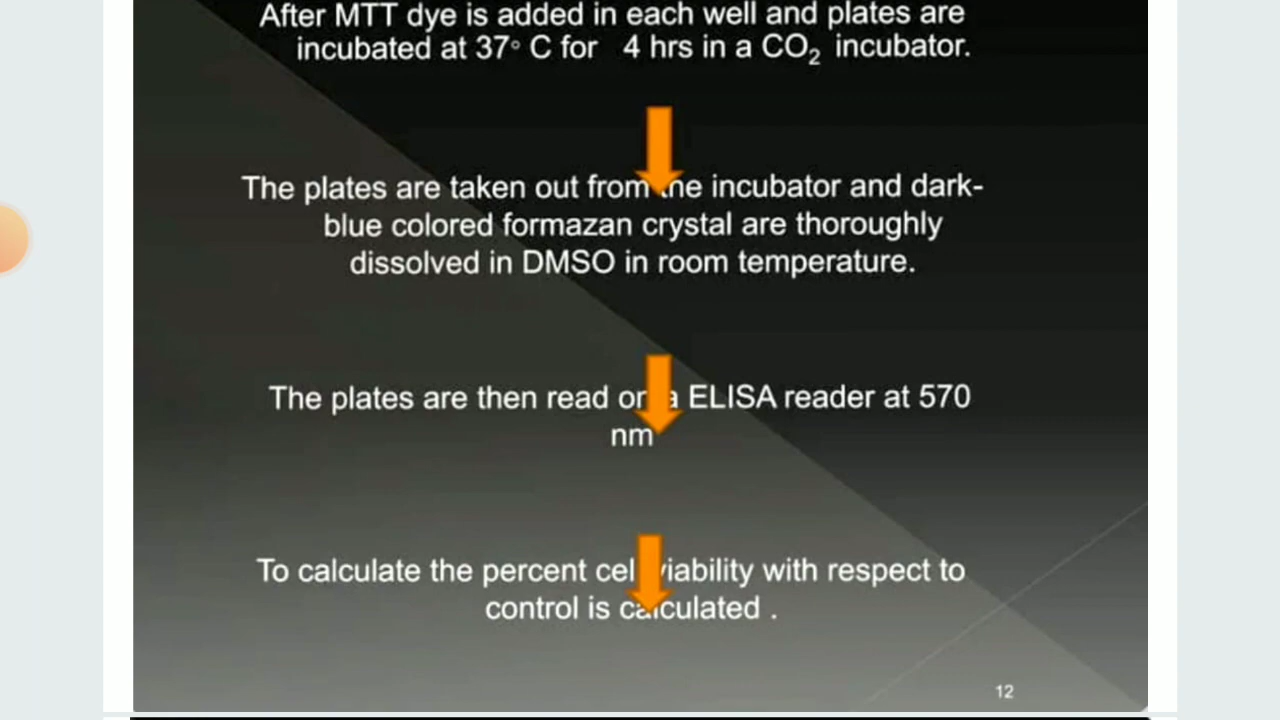 After MTT dye is added in each well and plates are
incubated at 37° C for 4 hrs in a CO₂ incubator.
The plates are taken out from the incubator and dark-
blue colored formazan crystal are thoroughly
dissolved in DMSO in room temperature.
The plates are then read on a ELISA reader at 570
nm
To calculate the percent cell viability with respect to
control is calculated .
12